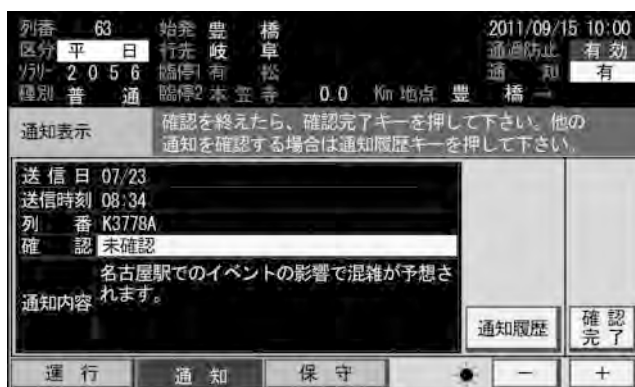 列番 63 始発 豊 橋 2011/09/15 10:00
区分 平 日 行先 岐 阜 通過防止 有効
ソラリー 2056 臨停1 有 松 通 知 有
種別 普 通 臨停2 本笠寺 0.0 Km 地点 豊 橋 →
通知表示
確認を終えたら、確認完了キーを押して下さい。他の
通知を確認する場合は通知履歴キーを押して下さい。
送信日 07/23
送信時刻 08:34
列 番 K3778A
確 認 未確認
通知内容
名古屋駅でのイベントの影響で混雑が予想さ
れます。
通知履歴
確認
完了
運 行 通 知 保 守 − +